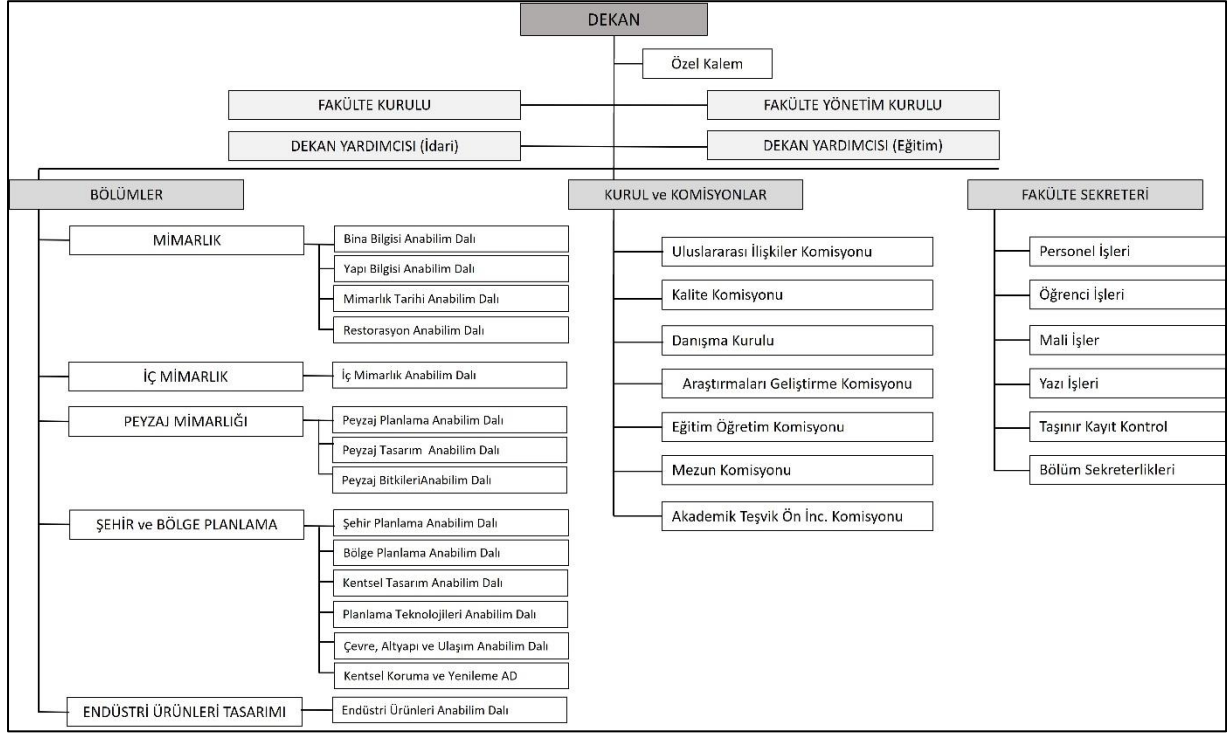 DEKAN
Özel Kalem
FAKÜLTE KURULU
FAKÜLTE YÖNETİM KURULU
DEKAN YARDIMCISI (İdari)
DEKAN YARDIMCISI (Eğitim)
BÖLÜMLER
MİMARLIK
Bina Bilgisi Anabilim Dalı
Yapı Bilgisi Anabilim Dalı
Mimarlık Tarihi Anabilim Dalı
Restorasyon Anabilim Dalı
İÇ MİMARLIK
İç Mimarlık Anabilim Dalı
PEYZAJ MİMARLIĞI
Peyzaj Planlama Anabilim Dalı
Peyzaj Tasarım Anabilim Dalı
Peyzaj BitkileriAnabilim Dalı
ŞEHİR ve BÖLGE PLANLAMA
Şehir Planlama Anabilim Dalı
Bölge Planlama Anabilim Dalı
Kentsel Tasarım Anabilim Dalı
Planlama Teknolojileri Anabilim Dalı
Çevre, Altyapı ve Ulaşım Anabilim Dalı
Kentsel Koruma ve Yenileme AD
ENDÜSTRİ ÜRÜNLERİ TASARIMI
Endüstri Ürünleri Anabilim Dalı
KURUL ve KOMİSYONLAR
Uluslararası İlişkiler Komisyonu
Kalite Komisyonu
Danışma Kurulu
Araştırmaları Geliştirme Komisyonu
Eğitim Öğretim Komisyonu
Mezun Komisyonu
Akademik Teşvik Ön İnc. Komisyonu
FAKÜLTE SEKRETERİ
Personel İşleri
Öğrenci İşleri
Mali İşler
Yazı İşleri
Taşınır Kayıt Kontrol
Bölüm Sekreterlikleri